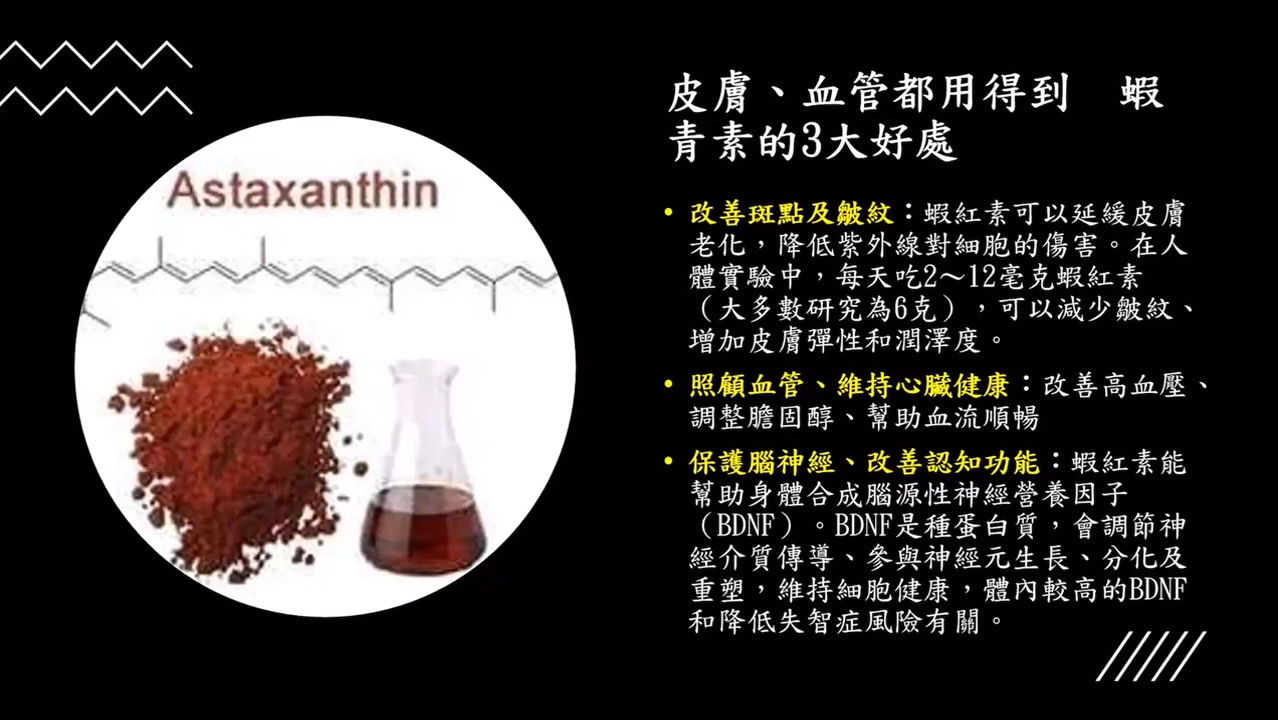 Astaxanthin
皮膚、血管都用得到　蝦
青素的3大好處
• 改善斑點及皺紋：蝦紅素可以延緩皮膚
老化，降低紫外線對細胞的傷害。在人
體實驗中，每天吃2～12毫克蝦紅素
（大多數研究為6克），可以減少皺紋、
增加皮膚彈性和潤澤度。
• 照顧血管、維持心臟健康：改善高血壓、
調整膽固醇、幫助血流順暢
• 保護腦神經、改善認知功能：蝦紅素能
幫助身體合成腦源性神經營養因子
（BDNF）。BDNF是種蛋白質，會調節神
經介質傳導、參與神經元生長、分化及
重塑，維持細胞健康，體內較高的BDNF
和降低失智症風險有關。